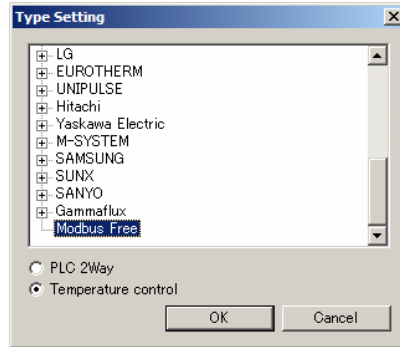 Type Setting
LG
EUROTHERM
UNIPULSE
Hitachi
Yaskawa Electric
M-SYSTEM
SAMSUNG
SUNX
SANYO
Gammaflux
Modbus Free
PLC 2Way
Temperature control
OK Cancel